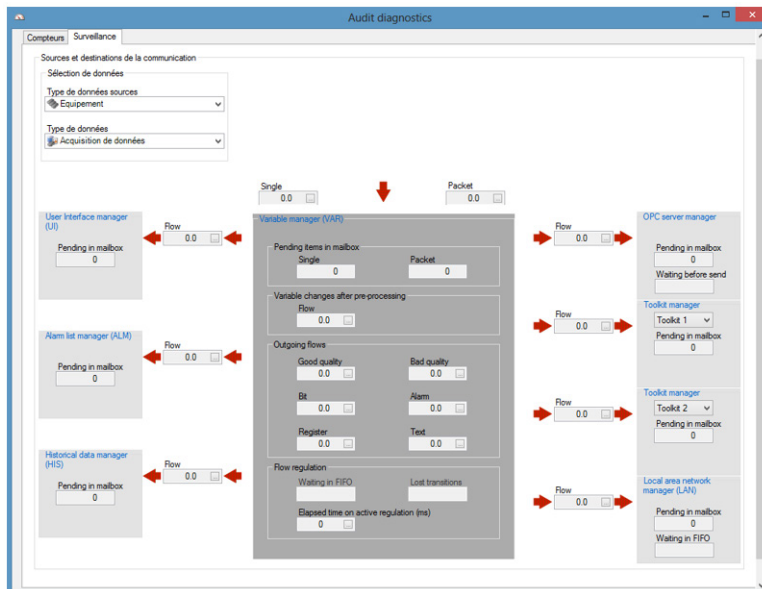 Audit diagnostics
Compteurs Surveillance
Sources et destinations de la communication
Sélection de données
Type de données sources
Equipement
Type de données
Acquisition de données
Single
0.0 ...
Packet
0.0 ...
User Interface manager
(UI)
Pending in mailbox
0
Flow
0.0 ...
Alarm list manager (ALM)
Pending in mailbox
0
Flow
0.0 ...
Historical data manager
(HIS)
Pending in mailbox
0
Flow
0.0 ...
Variable manager (VAR)
Pending items in mailbox
Single Packet
0 0
Variable changes after pre-processing
Flow
0.0 ...
Outgoing flows
Good quality Bad quality
0.0 ... 0.0 ...
Bit Alarm
0.0 ... 0.0 ...
Register Text
0.0 ... 0.0 ...
Flow regulation
Waiting in FIFO Lost transitions
Elapsed time on active regulation (ms)
0 ...
Flow
0.0 ...
OPC server manager
Pending in mailbox
0
Waiting before send
Flow
0.0 ...
Toolkit manager
Toolkit 1
Pending in mailbox
0
Flow
0.0 ...
Toolkit manager
Toolkit 2
Pending in mailbox
0
Flow
0.0 ...
Local area network
manager (LAN)
Pending in mailbox
0
Waiting in FIFO